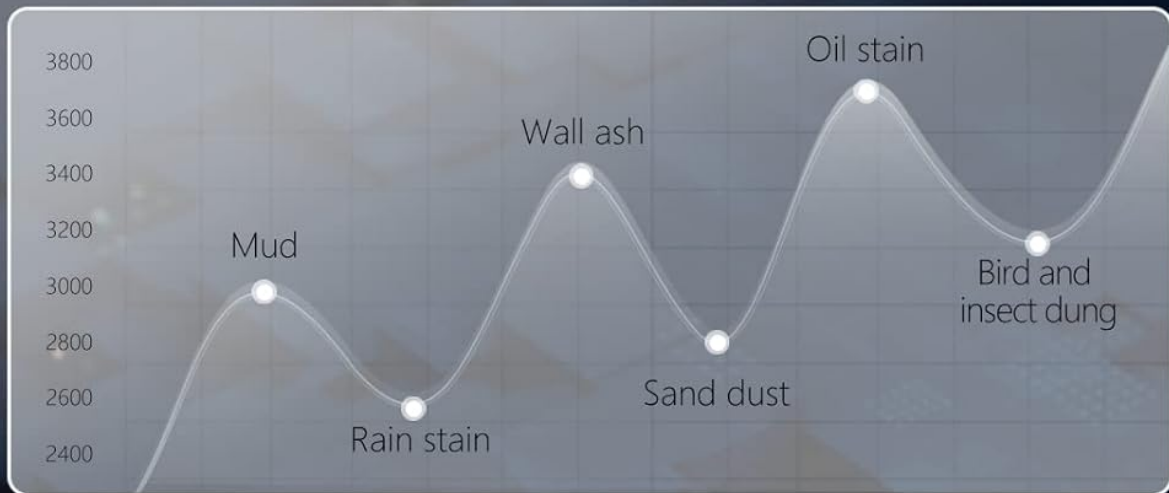 3800
3600
3400
3200
3000
2800
2600
2400
Oil stain
Wall ash
Mud
Bird and
insect dung
Sand dust
Rain stain